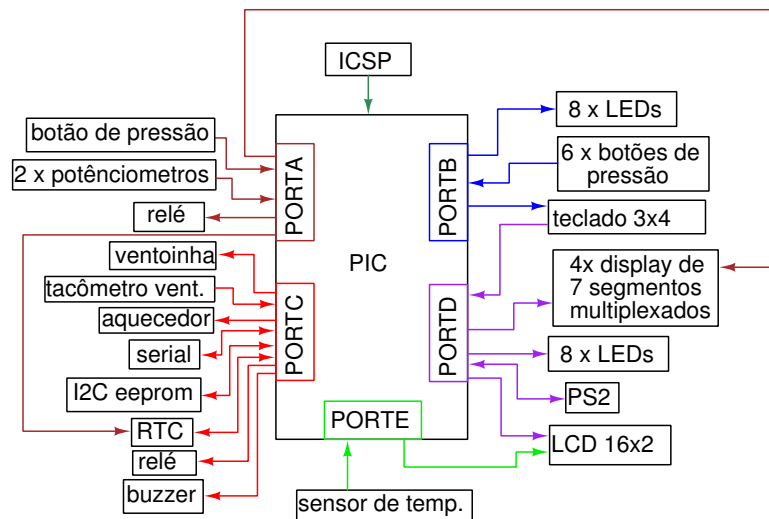 ICSP
botão de pressão
2 x potênciometros
relé
PORTA
PIC
PORTB
8 x LEDs
6 x botões de
pressão
teclado 3x4
ventoinha
tacômetro vent.
aquecedor
serial
I2C eeprom
RTC
relé
buzzer
PORTC
PORTD
4x display de
7 segmentos
multiplexados
8 x LEDs
PS2
LCD 16x2
PORTE
sensor de temp.